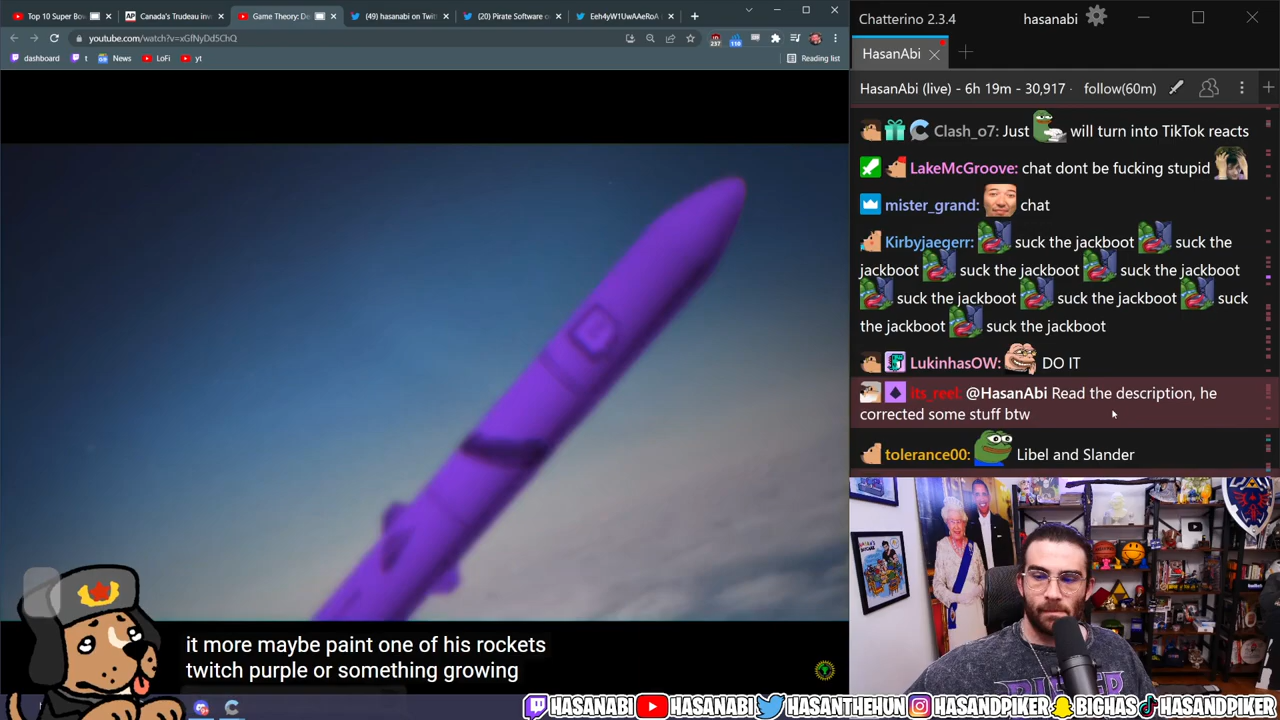 Top 10 Super Bo
Canada's Trudeau inv
Game Theory: D
(49) hasanabi on Twit
(20) Pirate Software o
Eeh4yW1UwAAeRoA
youtube.com/watch?v=xGfNyDd5ChQ
237
110
dashboard
t
News
LoFi
yt
Reading list
it more maybe paint one of his rockets
twitch purple or something growing
Chatterino 2.3.4
hasanabi
HasanAbi
HasanAbi (live) - 6h 19m - 30,917 · follow(60m)
Clash_o7: Just will turn into TikTok reacts
LakeMcGroove: chat dont be fucking stupid
mister_grand: chat
Kirbyjaegerr: suck the jackboot suck the
jackboot suck the jackboot suck the jackboot
suck the jackboot suck the jackboot suck
the jackboot suck the jackboot
LukinhasOW: DO IT
its_reel: @HasanAbi Read the description, he
corrected some stuff btw
tolerance00: Libel and Slander
HASANABI HASANABI HASANTHEHUN HASANDPIKER BIGHAS HASANDPIKER